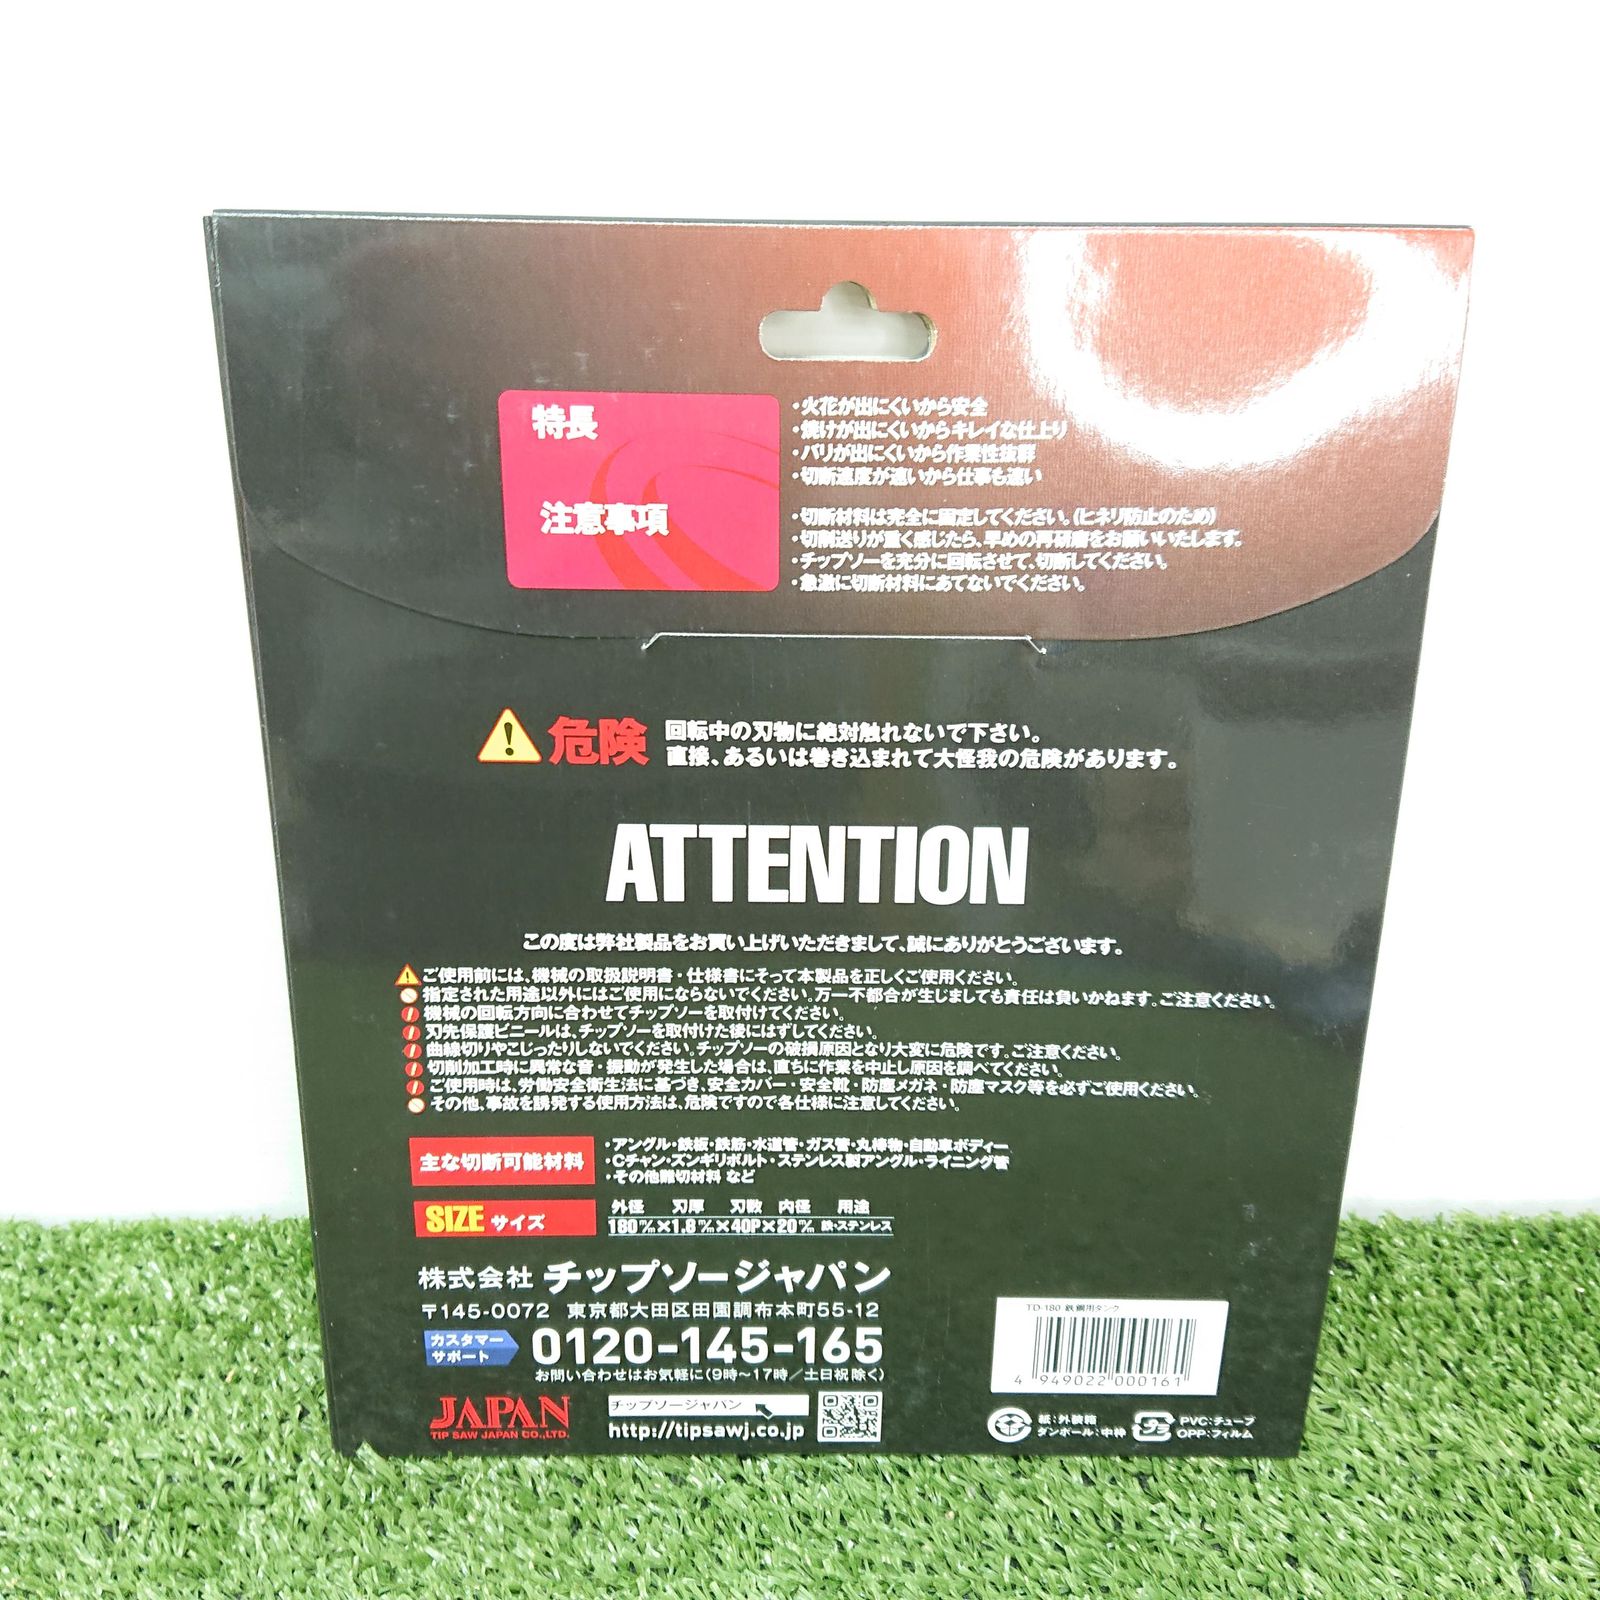 特長
・火花が出にくいから安全
・焼けが出にくいからキレイな仕上り
・バリが出にくいから作業性抜群
・切断速度が速いから仕事も速い
注意事項
・切断材料は完全に固定してください。(ヒネリ防止のため)
・切削送りが重く感じたら、早めの再研磨をお願いいたします。
・チップソーを充分に回転させて、切断してください。
・急激に切断材料にあてないでください。
危険
回転中の刃物に絶対触れないで下さい。
直接、あるいは巻き込まれて大怪我の危険があります。
ATTENTION
この度は弊社製品をお買い上げいただきまして、誠にありがとうございます。
ご使用前には、機械の取扱説明書・仕様書にそって本製品を正しくご使用ください。
指定された用途以外にはご使用にならないでください。万一不都合が生じましても責任は負いかねます。ご注意ください。
機械の回転方向に合わせてチップソーを取付けてください。
刃先保護ビニールは、チップソーを取付けた後にはずしてください。
曲線切りやこじったりしないでください。チップソーの破損原因となり大変に危険です。ご注意ください。
切削加工時に異常な音・振動が発生した場合は、直ちに作業を中止し原因を調べてください。
ご使用時は、労働安全衛生法に基づき、安全カバー・安全靴・防塵メガネ・防塵マスク等を必ずご使用ください。
その他、事故を誘発する使用方法は、危険ですので各仕様に注意してください。
主な切断可能材料
・アングル・鉄板・鉄筋・水道管・ガス管・丸棒物・自動車ボディー
・Cチャン・ズンギリボルト・ステンレス製アングル・ライニング管
・その他難切材料 など
SIZE サイズ
外径 刃厚 刃数 内径 用途
180m/m×1.8m/m×40P×20m/m 鉄・ステンレス
株式会社 チップソージャパン
〒145-0072 東京都大田区田園調布本町55-12
カスタマーサポート 0120-145-165
お問い合わせはお気軽に(9時〜17時/土日祝除く)
JAPAN
TIP SAW JAPAN CO.,LTD.
チップソージャパン
http://tipsawj.co.jp
TD-180 鉄鋼用タンク
4 949022 000161
紙:外装箱
ダンボール:中枠
プラ
PVC:チューブ
OPP:フィルム